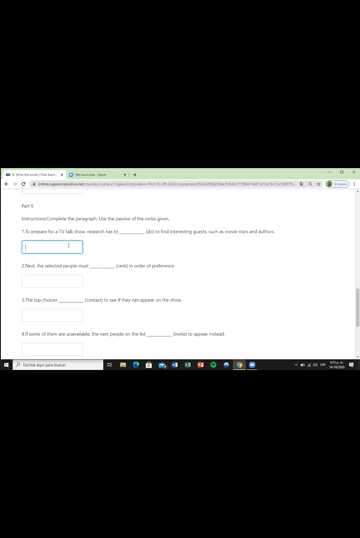 Part II
Instructions:Complete the paragraph. Use the passive of the verbs given.
1.To prepare for a TV talk show, research has to __________ (do) to find interesting guests, such as movie stars and authors.
2.Next, the selected people must __________ (rank) in order of preference.
3.The top choices __________ (contact) to see if they can appear on the show.
4.If some of them are unavailable, the next people on the list __________ (invite) to appear instead.
Escribe aquí para buscar